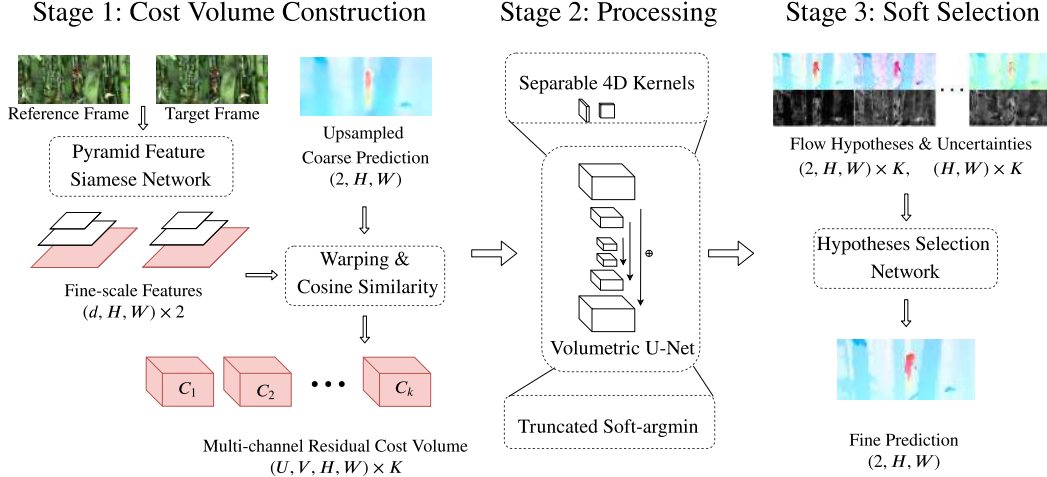 Stage 1: Cost Volume Construction
Reference Frame
Target Frame
Pyramid Feature
Siamese Network
Upsampled
Coarse Prediction
(2, H, W)
Fine-scale Features
(d, H, W) × 2
Warping &
Cosine Similarity
C1
C2
• • •
Ck
Multi-channel Residual Cost Volume
(U, V, H, W) × K
Stage 2: Processing
Separable 4D Kernels
⊕
Volumetric U-Net
Truncated Soft-argmin
Stage 3: Soft Selection
• • •
Flow Hypotheses & Uncertainties
(2, H, W) × K, (H, W) × K
Hypotheses Selection
Network
Fine Prediction
(2, H, W)